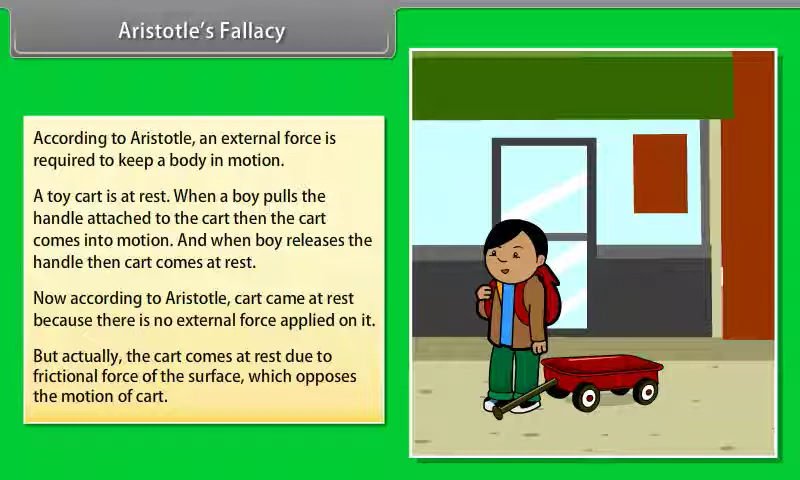 Aristotle's Fallacy
According to Aristotle, an external force is
required to keep a body in motion.
A toy cart is at rest. When a boy pulls the
handle attached to the cart then the cart
comes into motion. And when boy releases the
handle then cart comes at rest.
Now according to Aristotle, cart came at rest
because there is no external force applied on it.
But actually, the cart comes at rest due to
frictional force of the surface, which opposes
the motion of cart.